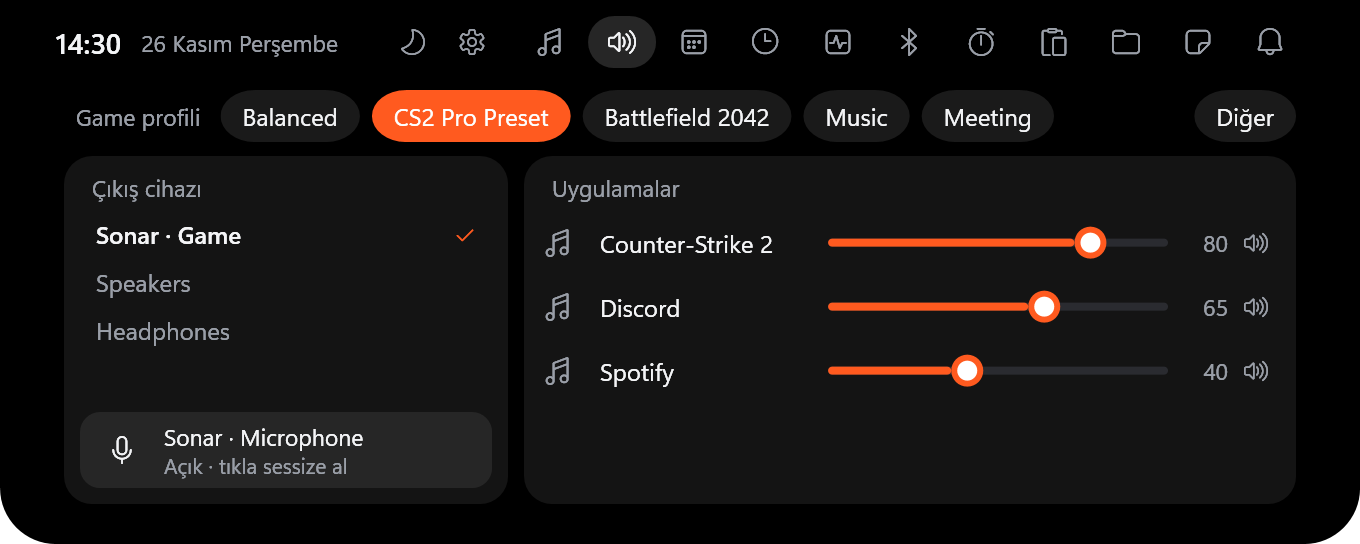 14:30 26 Kasım Perşembe
Game profili Balanced CS2 Pro Preset Battlefield 2042 Music Meeting Diğer
Çıkış cihazı
Sonar · Game
Speakers
Headphones
Sonar · Microphone
Açık · tıkla sessize al
Uygulamalar
Counter-Strike 2 80
Discord 65
Spotify 40